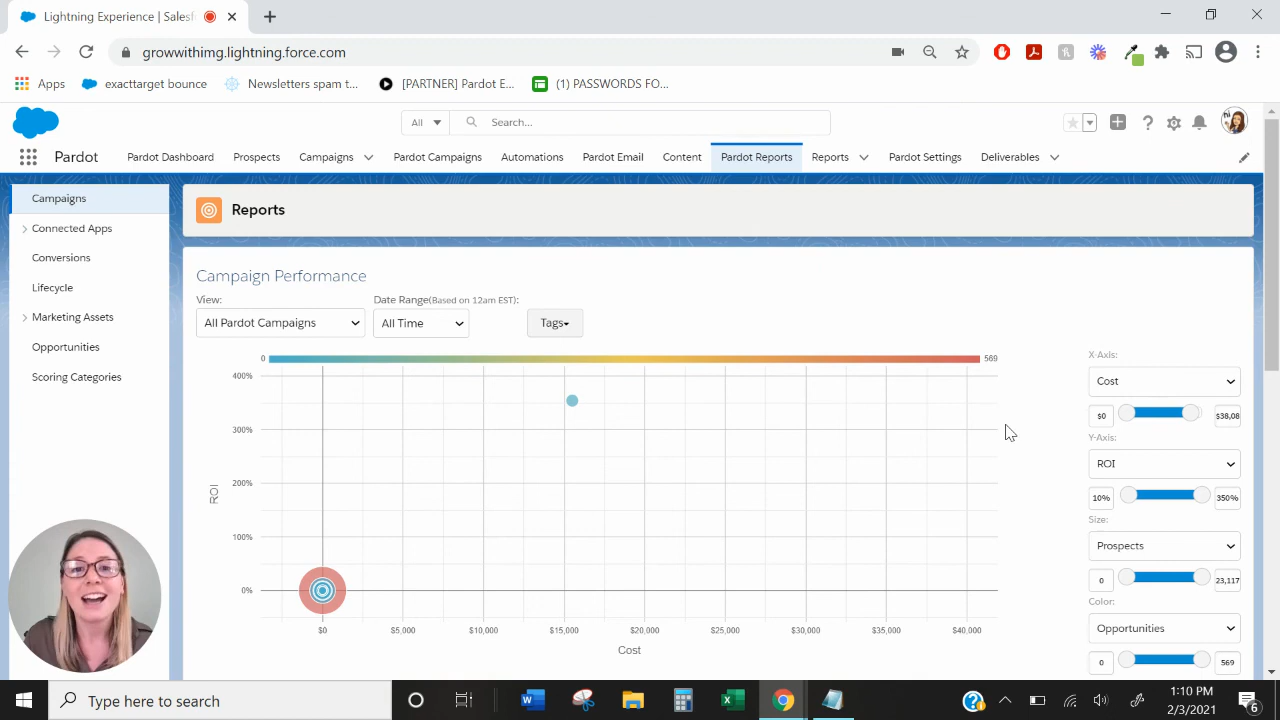 Lightning Experience | Salesf
growwithimg.lightning.force.com
Apps
exacttarget bounce
Newsletters spam t...
[PARTNER] Pardot E...
(1) PASSWORDS FO...
All
Search...
Pardot
Pardot Dashboard
Prospects
Campaigns
Pardot Campaigns
Automations
Pardot Email
Content
Pardot Reports
Reports
Pardot Settings
Deliverables
Campaigns
Connected Apps
Conversions
Lifecycle
Marketing Assets
Opportunities
Scoring Categories
Reports
Campaign Performance
View:
Date Range(Based on 12am EST):
All Pardot Campaigns
All Time
Tags
0
569
400%
300%
200%
100%
0%
ROI
$0
$5,000
$10,000
$15,000
$20,000
$25,000
$30,000
$35,000
$40,000
Cost
X-Axis:
Cost
$0
$38,08
Y-Axis:
ROI
10%
350%
Size:
Prospects
0
23,117
Color:
Opportunities
0
569
Type here to search
1:10 PM
2/3/2021
6